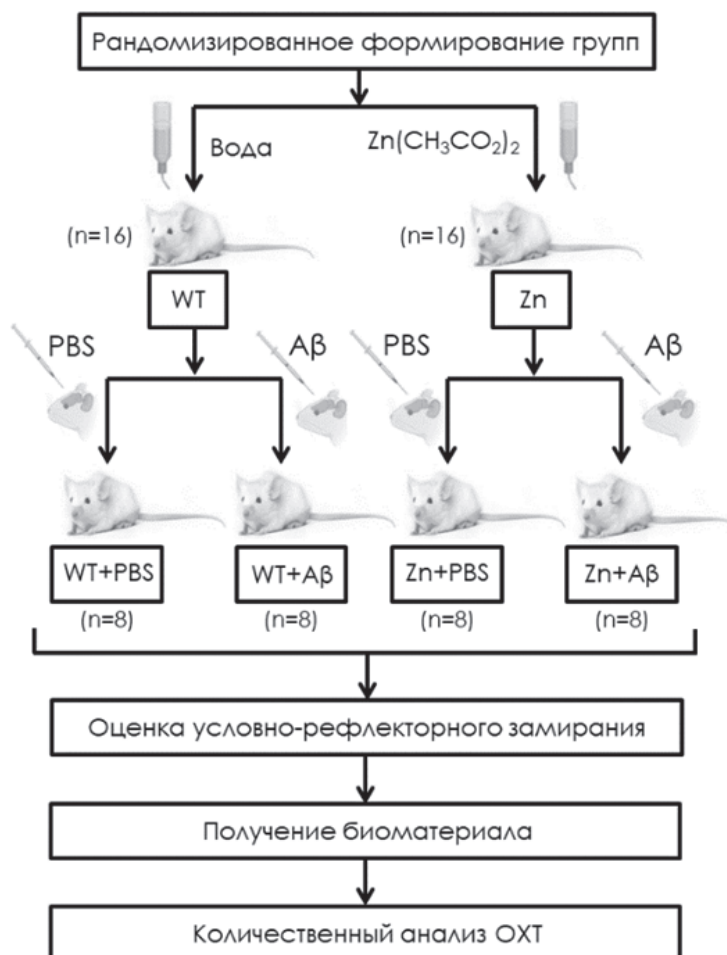 Рандомизированное формирование групп
Вода
Zn(CH₃CO₂)₂
(n=16)
(n=16)
WT
Zn
PBS
Aβ
PBS
Aβ
WT+PBS
WT+Aβ
Zn+PBS
Zn+Aβ
(n=8)
(n=8)
(n=8)
(n=8)
Оценка условно-рефлекторного замирания
Получение биоматериала
Количественный анализ ОХТ